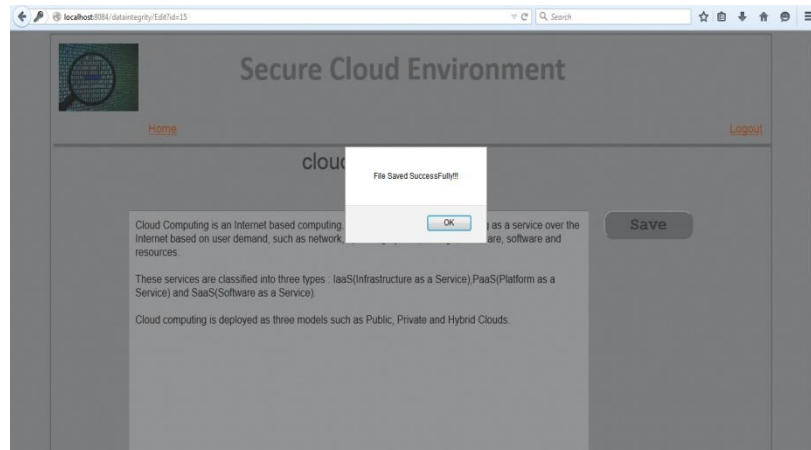 localhost:8084/dataintegrity/Edit?id=15
Search
Secure Cloud Environment
Home
Logout
clou
File Saved SuccessFully!!!
OK
Cloud Computing is an Internet based computing. as a service over the
Internet based on user demand, such as network, are, software and
resources.
These services are classified into three types : IaaS(Infrastructure as a Service),PaaS(Platform as a
Service) and SaaS(Software as a Service).
Cloud computing is deployed as three models such as Public, Private and Hybrid Clouds.
Save